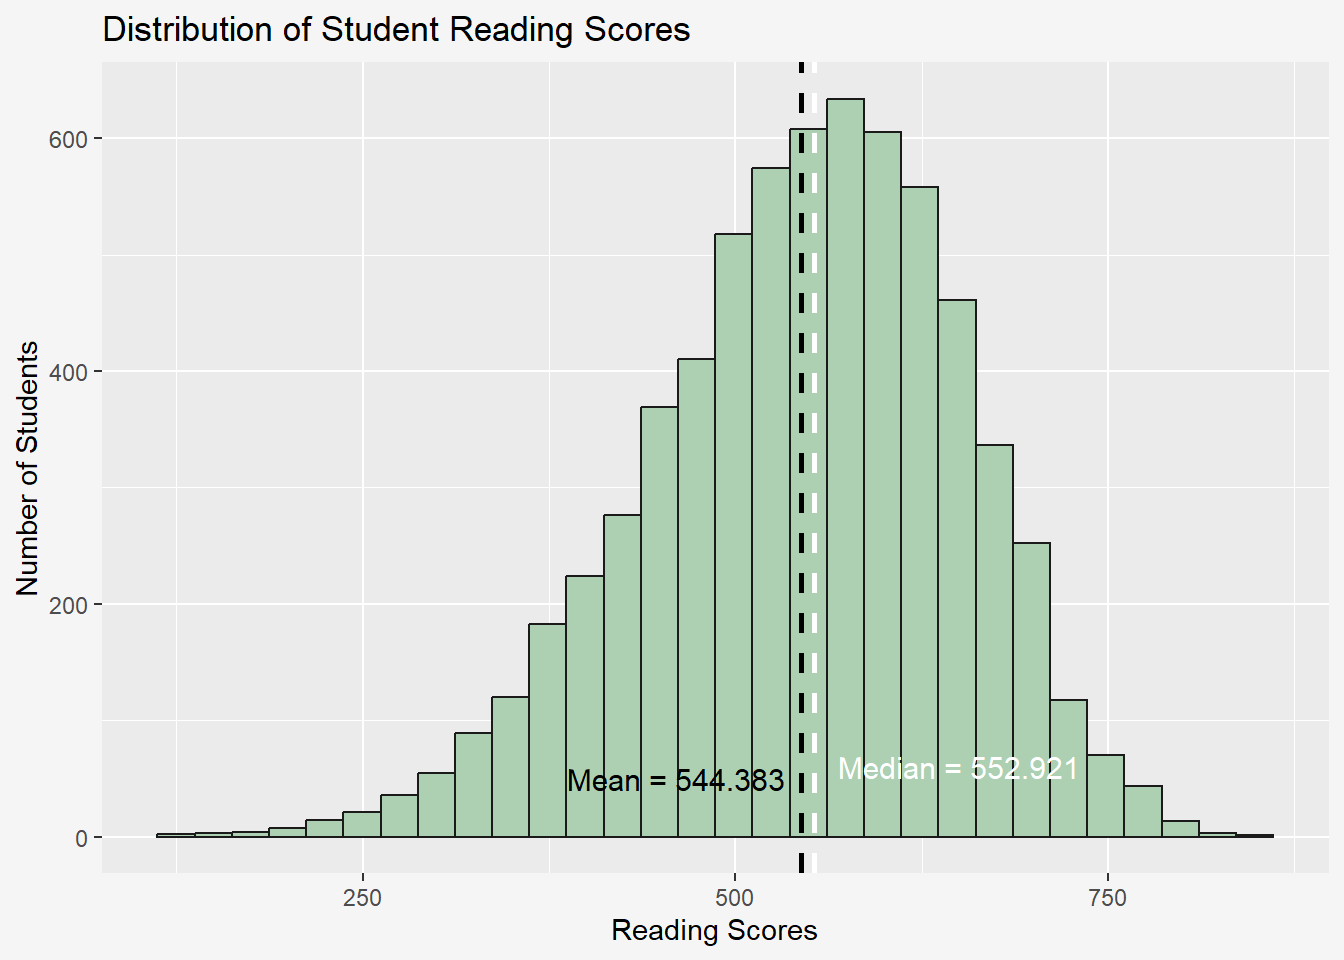 Distribution of Student Reading Scores
600
400
200
0
Number of Students
Mean = 544.383
Median = 552.921
250
500
750
Reading Scores